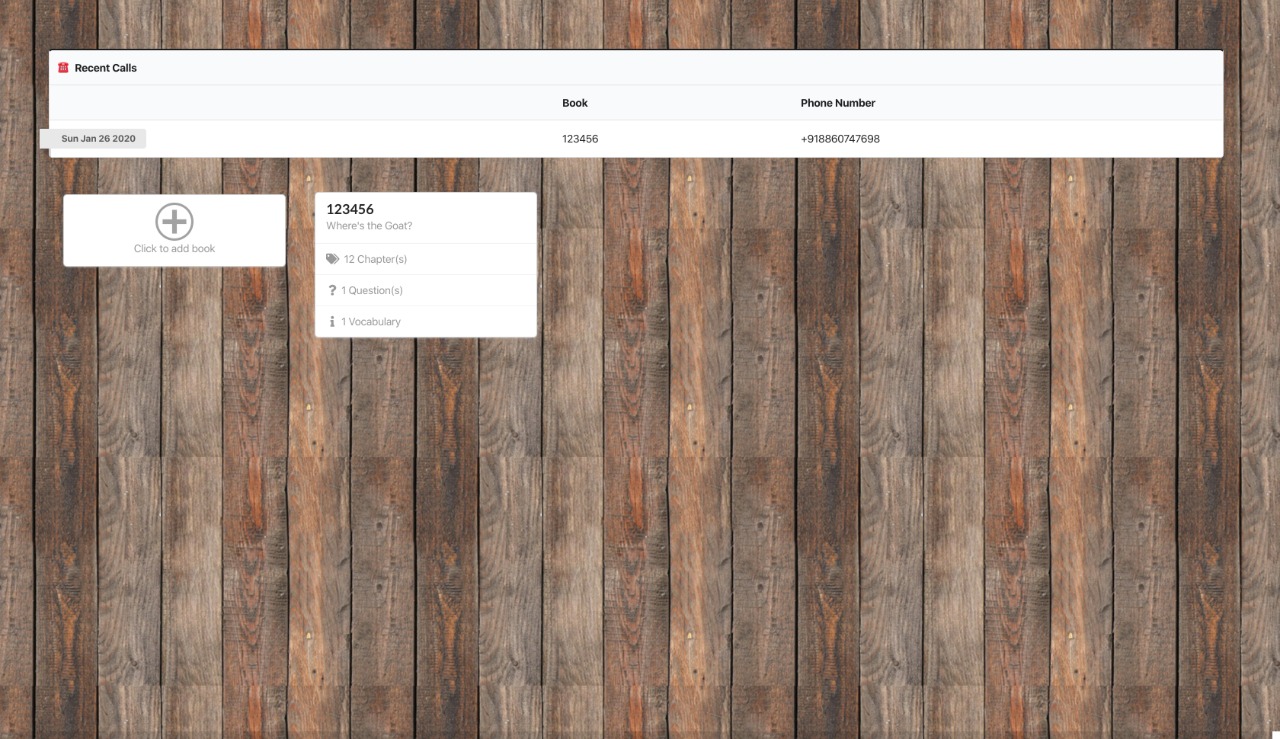 Recent Calls
Book Phone Number
Sun Jan 26 2020 123456 +918860747698
Click to add book
123456
Where's the Goat?
12 Chapter(s)
1 Question(s)
1 Vocabulary